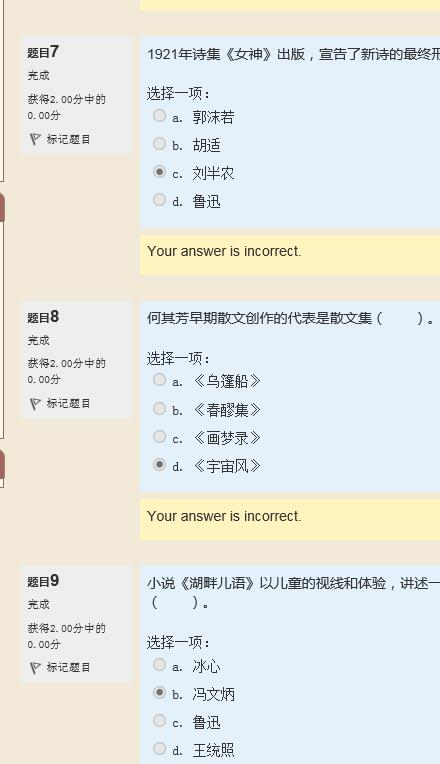 题目7
完成
获得2.00分中的
0.00分
标记题目
1921年诗集《女神》出版，宣告了新诗的最终形
选择一项：
a. 郭沫若
b. 胡适
c. 刘半农
d. 鲁迅
Your answer is incorrect.
题目8
完成
获得2.00分中的
0.00分
标记题目
何其芳早期散文创作的代表是散文集（　　）。
选择一项：
a. 《乌篷船》
b. 《春醪集》
c. 《画梦录》
d. 《宇宙风》
Your answer is incorrect.
题目9
完成
获得2.00分中的
0.00分
标记题目
小说《湖畔儿语》以儿童的视线和体验，讲述一
（　　）。
选择一项：
a. 冰心
b. 冯文炳
c. 鲁迅
d. 王统照